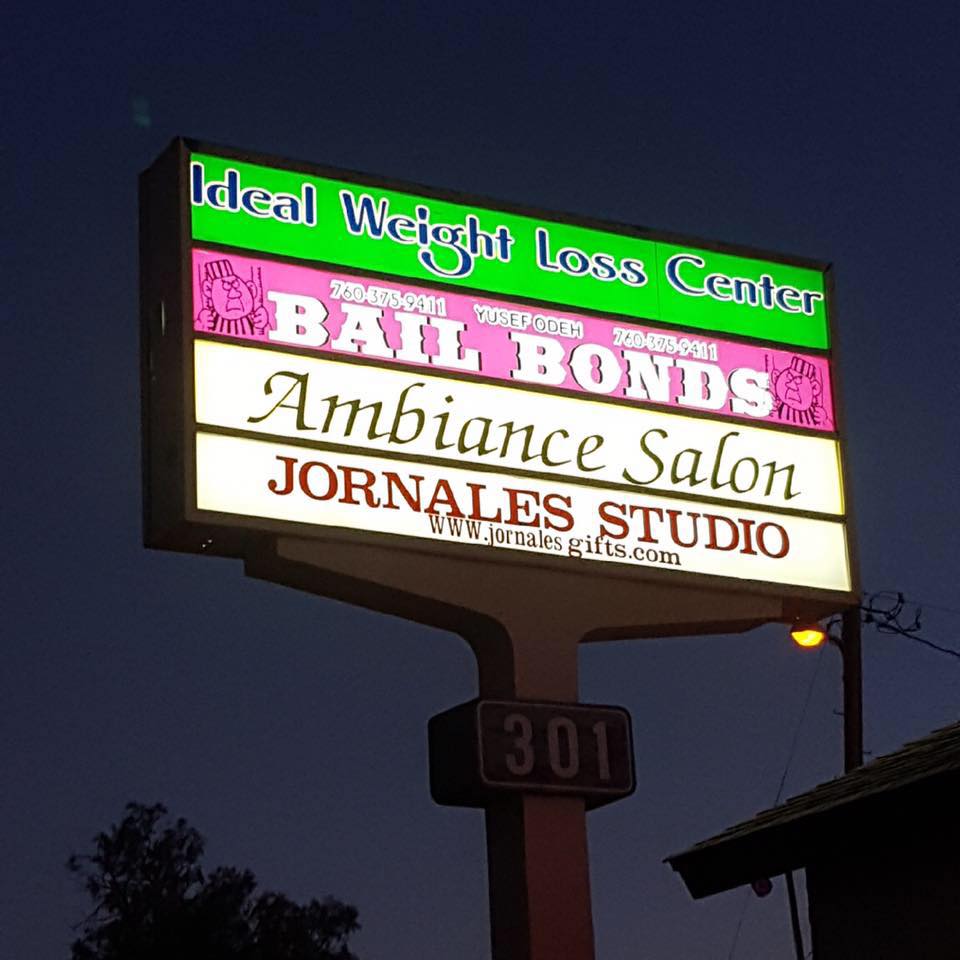 Ideal Weight Loss Center
760-375-9411 YUSEF ODEH 760-375-9411
BAIL BONDS
Ambiance Salon
JORNALES STUDIO
WWW.jornales gifts.com
301